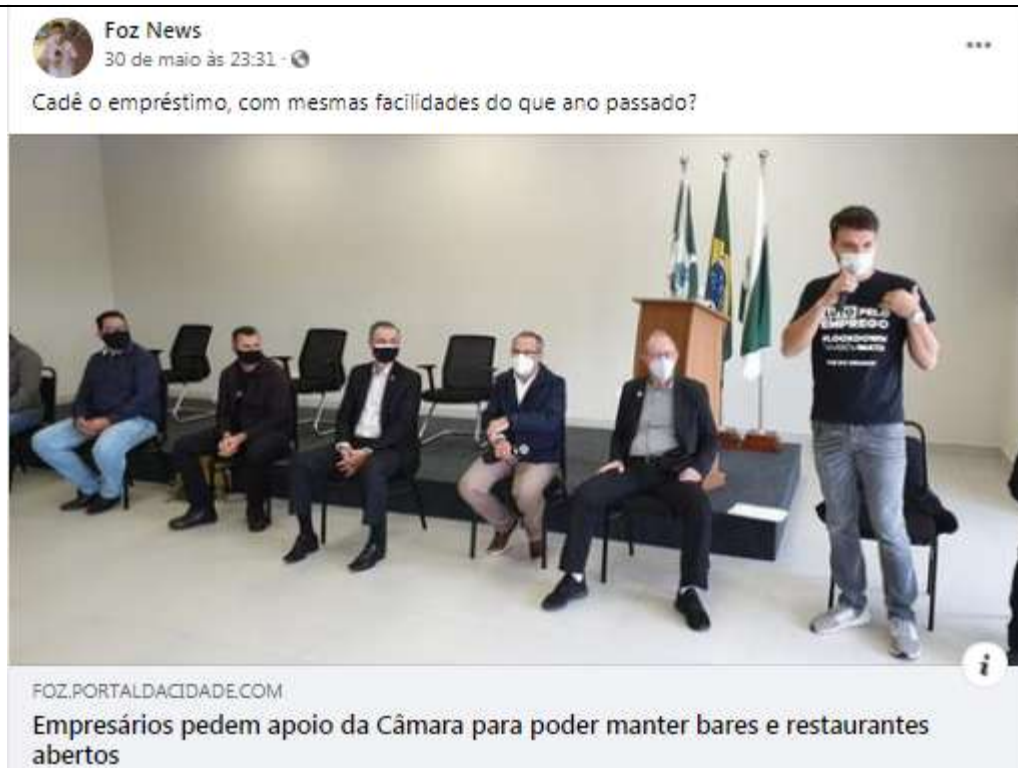 Foz News
30 de maio às 23:31
Cadê o empréstimo, com mesmas facilidades do que ano passado?
PELO
EMPREGO
#LOCKDOWN
FOZ.PORTALDACIDADE.COM
Empresários pedem apoio da Câmara para poder manter bares e restaurantes
abertos